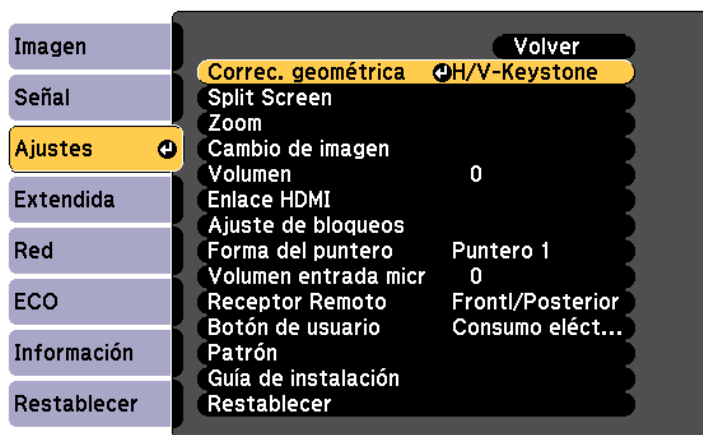 Imagen
Señal
Ajustes
Extendida
Red
ECO
Información
Restablecer
Volver
Correc. geométrica H/V-Keystone
Split Screen
Zoom
Cambio de imagen
Volumen 0
Enlace HDMI
Ajuste de bloqueos
Forma del puntero Puntero 1
Volumen entrada micr 0
Receptor Remoto Frontl/Posterior
Botón de usuario Consumo eléct...
Patrón
Guía de instalación
Restablecer